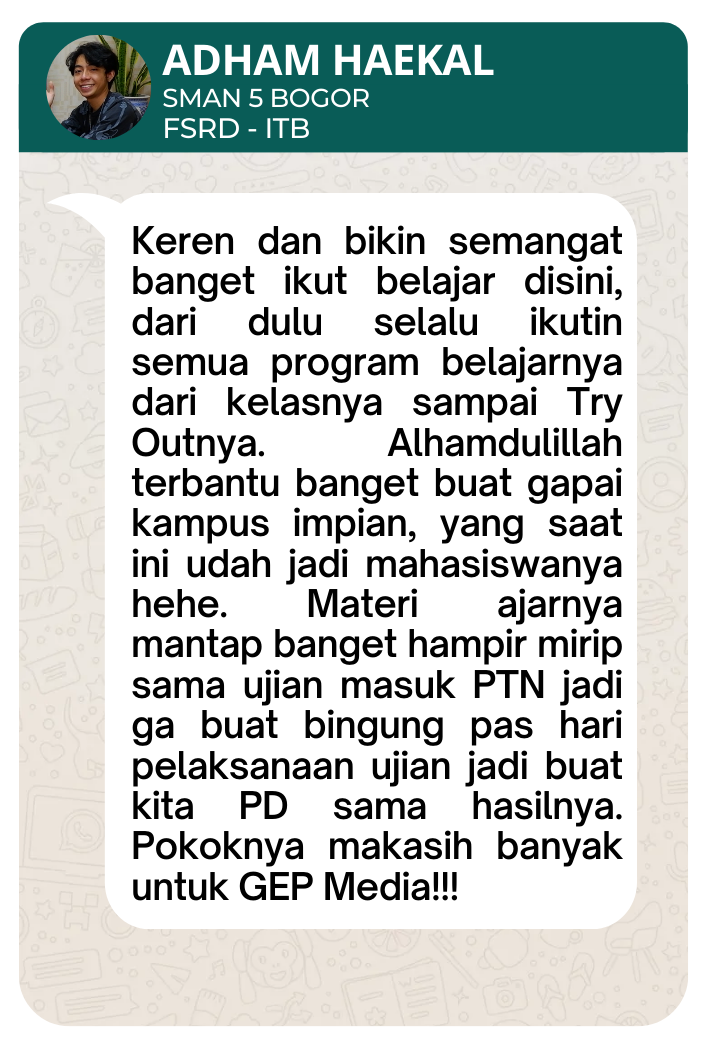 ADHAM HAEKAL
SMAN 5 BOGOR
FSRD - ITB
Keren dan bikin semangat
banget ikut belajar disini,
dari dulu selalu ikutin
semua program belajarnya
dari kelasnya sampai Try
Outnya. Alhamdulillah
terbantu banget buat gapai
kampus impian, yang saat
ini udah jadi mahasiswanya
hehe. Materi ajarnya
mantap banget hampir mirip
sama ujian masuk PTN jadi
ga buat bingung pas hari
pelaksanaan ujian jadi buat
kita PD sama hasilnya.
Pokoknya makasih banyak
untuk GEP Media!!!